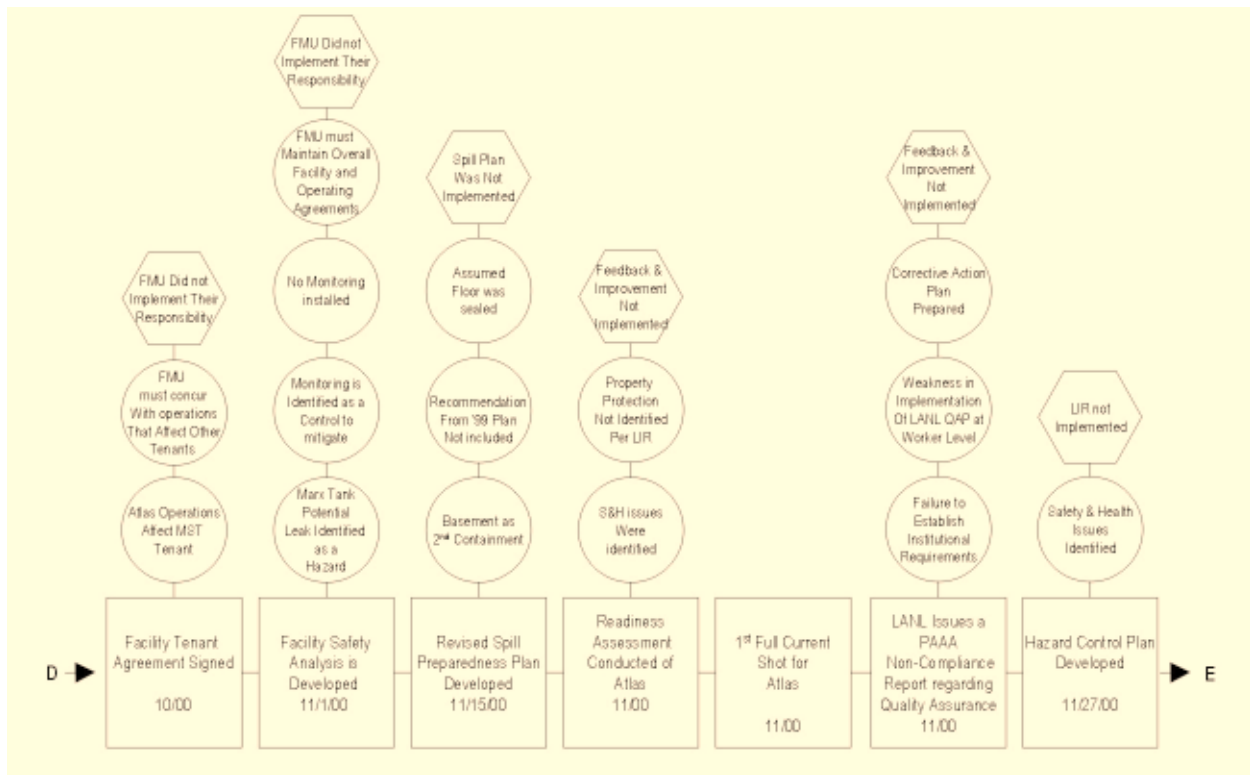 FMU Did not
Implement Their
Responsibility
FMU must
concur
With operations
That Affect Other
Tenants
Atlas Operations
Affect MST
Tenant
Facility Tenant
Agreement Signed
10/00
FMU Did not
Implement Their
Responsibility
FMU must
Maintain Overall
Facility and
Operating
Agreements
No Monitoring
installed
Monitoring is
Identified as a
Control to
mitigate
Marx Tank
Potential
Leak Identified
as a
Hazard
Facility Safety
Analysis is
Developed
11/1/00
Spill Plan
Was Not
Implemented
Assumed
Floor was
sealed
Recommendation
From '99 Plan
Not included
Basement as
2nd Containment
Revised Spill
Preparedness Plan
Developed
11/15/00
Feedback &
Improvement
Not
Implemented
Property
Protection
Not Identified
Per LIR
S&H issues
Were
identified
Readiness
Assessment
Conducted of
Atlas
11/00
1st Full Current
Shot for
Atlas
11/00
Feedback &
Improvement
Not
Implemented
Corrective Action
Plan
Prepared
Weakness in
Implementation
Of LANL QAP at
Worker Level
Failure to
Establish
Institutional
Requirements
LANL Issues a
PAAA
Non-Compliance
Report regarding
Quality Assurance
11/00
LIR not
Implemented
Safety & Health
Issues
Identified
Hazard Control Plan
Developed
11/27/00
D
E